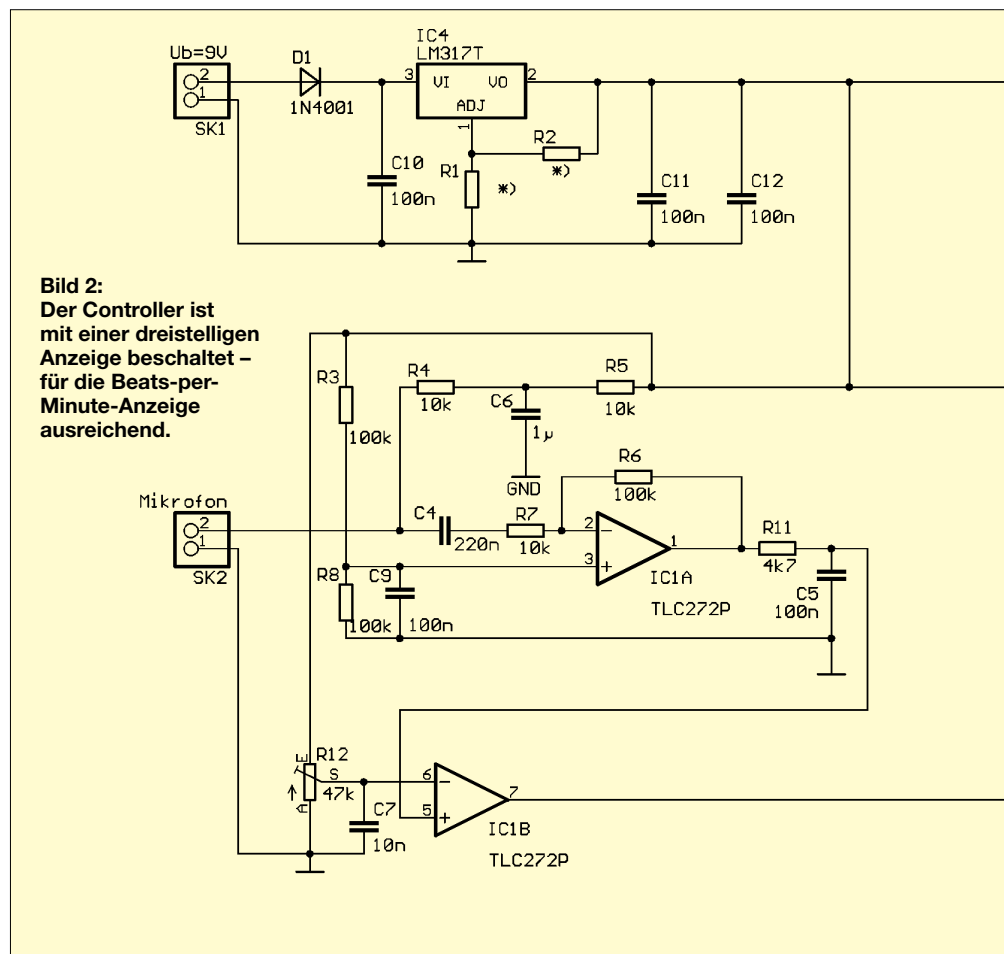 Ub=9V
2
1
SK1
D1
1N4001
IC4
LM317T
3
VI
VO
2
ADJ
1
R2
*)
R1
*)
C10
100n
C11
100n
C12
100n
Bild 2:
Der Controller ist
mit einer dreistelligen
Anzeige beschaltet –
für die Beats-per-
Minute-Anzeige
ausreichend.
R3
100k
R4
10k
C6
1µ
GND
R5
10k
R6
100k
Mikrofon
2
1
SK2
C4
220n
R7
10k
2
−
3
+
1
IC1A
TLC272P
R11
4k7
C5
100n
R8
100k
C9
100n
E
R12
S
47k
A
C7
10n
6
−
5
+
7
IC1B
TLC272P